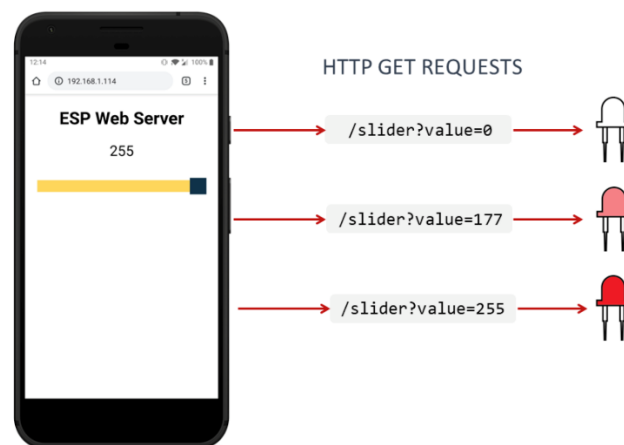 12:14
100%
192.168.1.114
5
ESP Web Server
255
HTTP GET REQUESTS
/slider?value=0
/slider?value=177
/slider?value=255